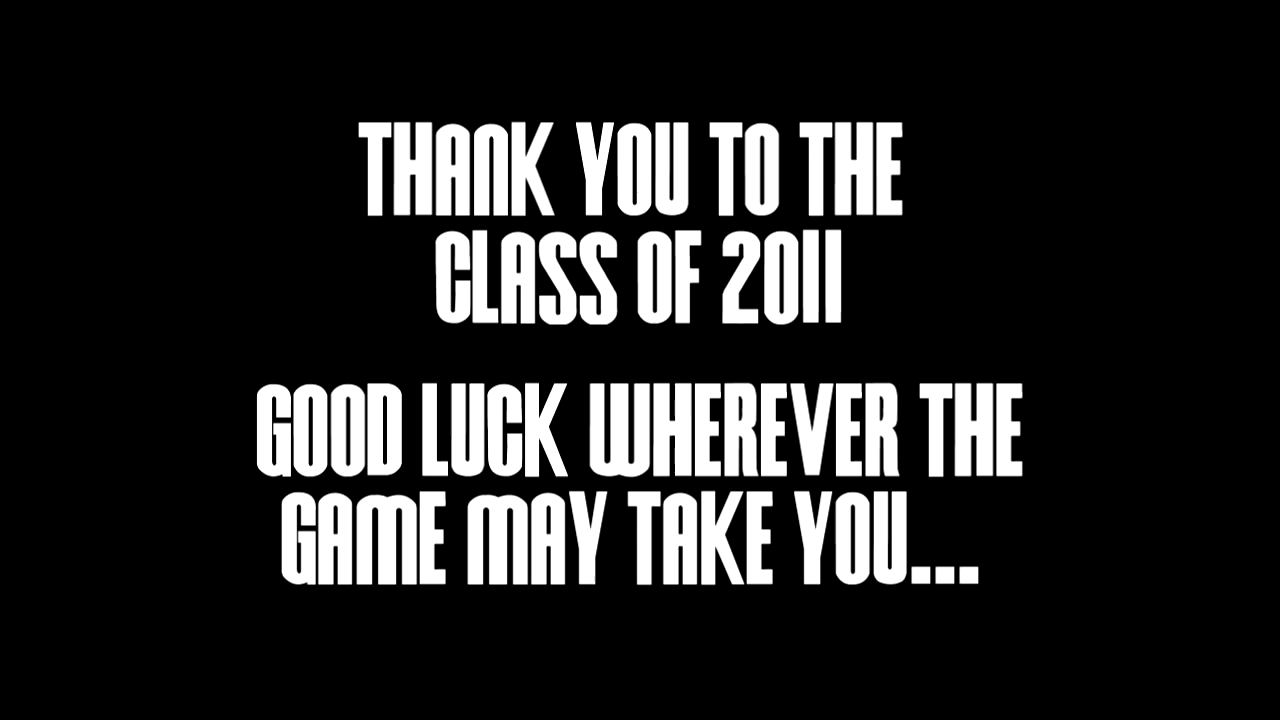 THANK YOU TO THE
CLASS OF 2011
GOOD LUCK WHEREVER THE
GAME MAY TAKE YOU...